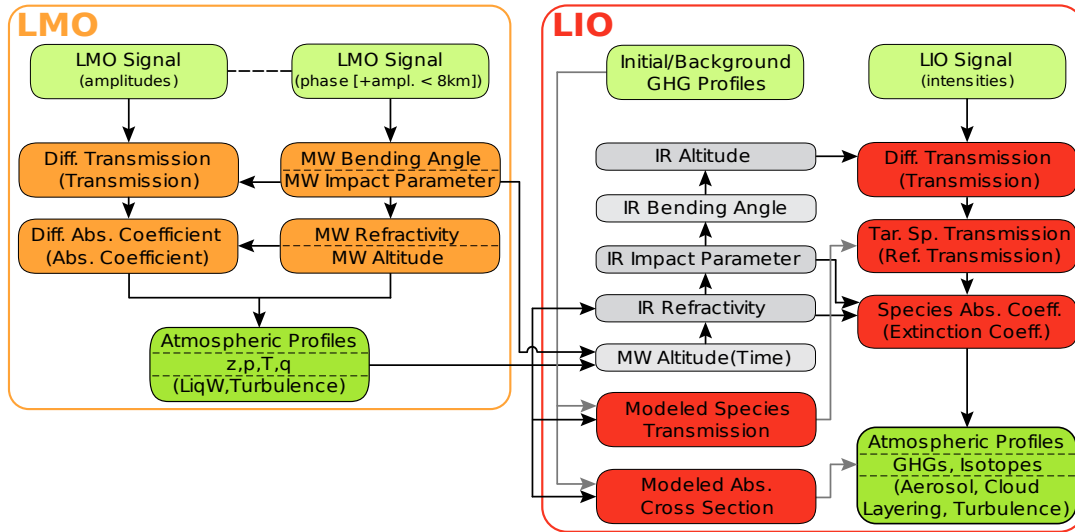 LMO
LMO Signal
(amplitudes)
LMO Signal
(phase [+ampl. < 8km])
Diff. Transmission
(Transmission)
MW Bending Angle
MW Impact Parameter
Diff. Abs. Coefficient
(Abs. Coefficient)
MW Refractivity
MW Altitude
Atmospheric Profiles
z,p,T,q
(LiqW,Turbulence)
LIO
Initial/Background
GHG Profiles
LIO Signal
(intensities)
IR Altitude
IR Bending Angle
IR Impact Parameter
IR Refractivity
MW Altitude(Time)
Modeled Species
Transmission
Modeled Abs.
Cross Section
Diff. Transmission
(Transmission)
Tar. Sp. Transmission
(Ref. Transmission)
Species Abs. Coeff.
(Extinction Coeff.)
Atmospheric Profiles
GHGs, Isotopes
(Aerosol, Cloud
Layering, Turbulence)